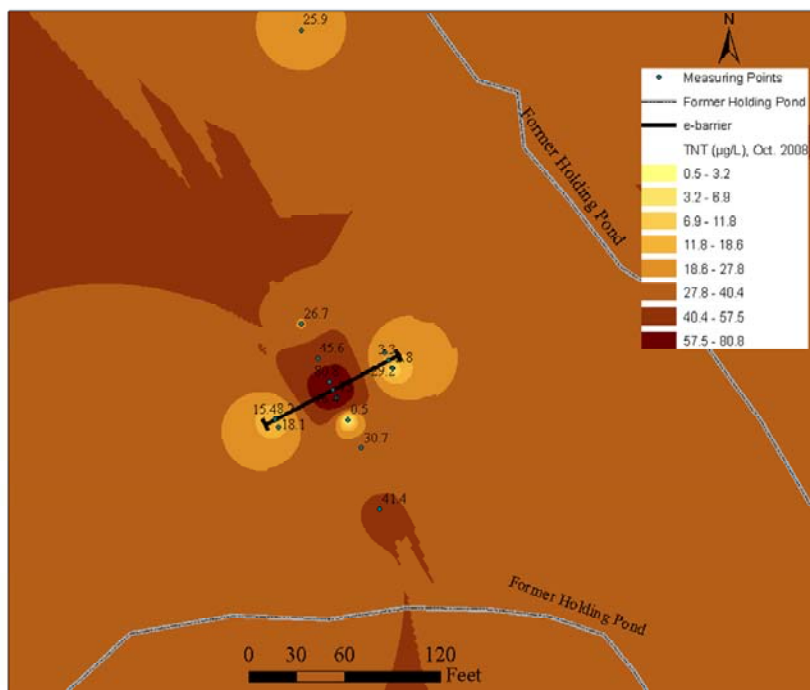 25.9
N
Measuring Points
Former Holding Pond
e-barrier
TNT (µg/L), Oct. 2008
0.5 - 3.2
3.2 - 6.9
6.9 - 11.8
11.8 - 18.6
18.6 - 27.8
27.8 - 40.4
40.4 - 57.5
57.5 - 80.8
Former Holding Pond
26.7
45.6
29.2
15.4
18.1
0.5
30.7
41.4
Former Holding Pond
0 30 60 120
Feet